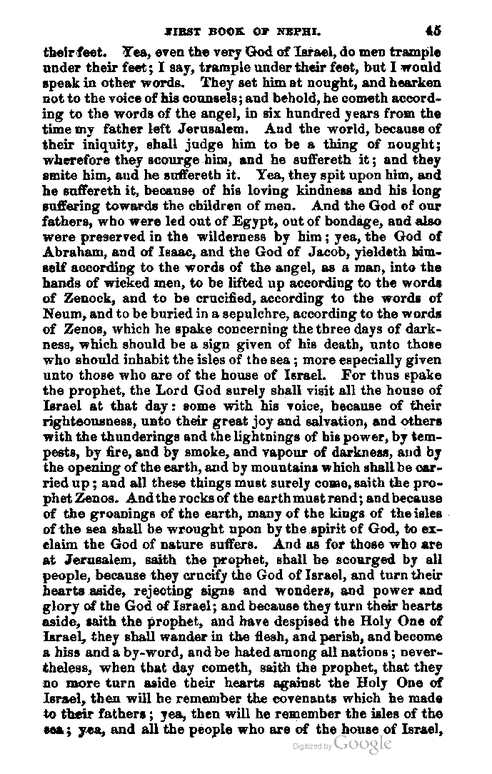 FIRST BOOK OF NEPHI. 45
their feet. Yea, even the very God of Israel, do men trample
under their feet; I say, trample under their feet, but I would
speak in other words. They set him at nought, and hearken
not to the voice of his counsels; and behold, he cometh accord-
ing to the words of the angel, in six hundred years from the
time my father left Jerusalem. And the world, because of
their iniquity, shall judge him to be a thing of nought;
wherefore they scourge him, and he suffereth it; and they
smite him, and he suffereth it. Yea, they spit upon him, and
he suffereth it, because of his loving kindness and his long
suffering towards the children of men. And the God of our
fathers, who were led out of Egypt, out of bondage, and also
were preserved in the wilderness by him; yea, the God of
Abraham, and of Isaac, and the God of Jacob, yieldeth him-
self according to the words of the angel, as a man, into the
hands of wicked men, to be lifted up according to the words
of Zenock, and to be crucified, according to the words of
Neum, and to be buried in a sepulchre, according to the words
of Zenos, which he spake concerning the three days of dark-
ness, which should be a sign given of his death, unto those
who should inhabit the isles of the sea; more especially given
unto those who are of the house of Israel. For thus spake
the prophet, the Lord God surely shall visit all the house of
Israel at that day: some with his voice, because of their
righteousness, unto their great joy and salvation, and others
with the thunderings and the lightnings of his power, by tem-
pests, by fire, and by smoke, and vapour of darkness, and by
the opening of the earth, and by mountains which shall be car-
ried up; and all these things must surely come, saith the pro-
phet Zenos. And the rocks of the earth must rend; and because
of the groanings of the earth, many of the kings of the isles
of the sea shall be wrought upon by the spirit of God, to ex-
claim the God of nature suffers. And as for those who are
at Jerusalem, saith the prophet, shall be scourged by all
people, because they crucify the God of Israel, and turn their
hearts aside, rejecting signs and wonders, and power and
glory of the God of Israel; and because they turn their hearts
aside, saith the prophet, and have despised the Holy One of
Israel, they shall wander in the flesh, and perish, and become
a hiss and a by-word, and be hated among all nations; never-
theless, when that day cometh, saith the prophet, that they
no more turn aside their hearts against the Holy One of
Israel, then will he remember the covenants which he made
to their fathers; yea, then will he remember the isles of the
sea; yea, and all the people who are of the house of Israel,
Digitized by Google